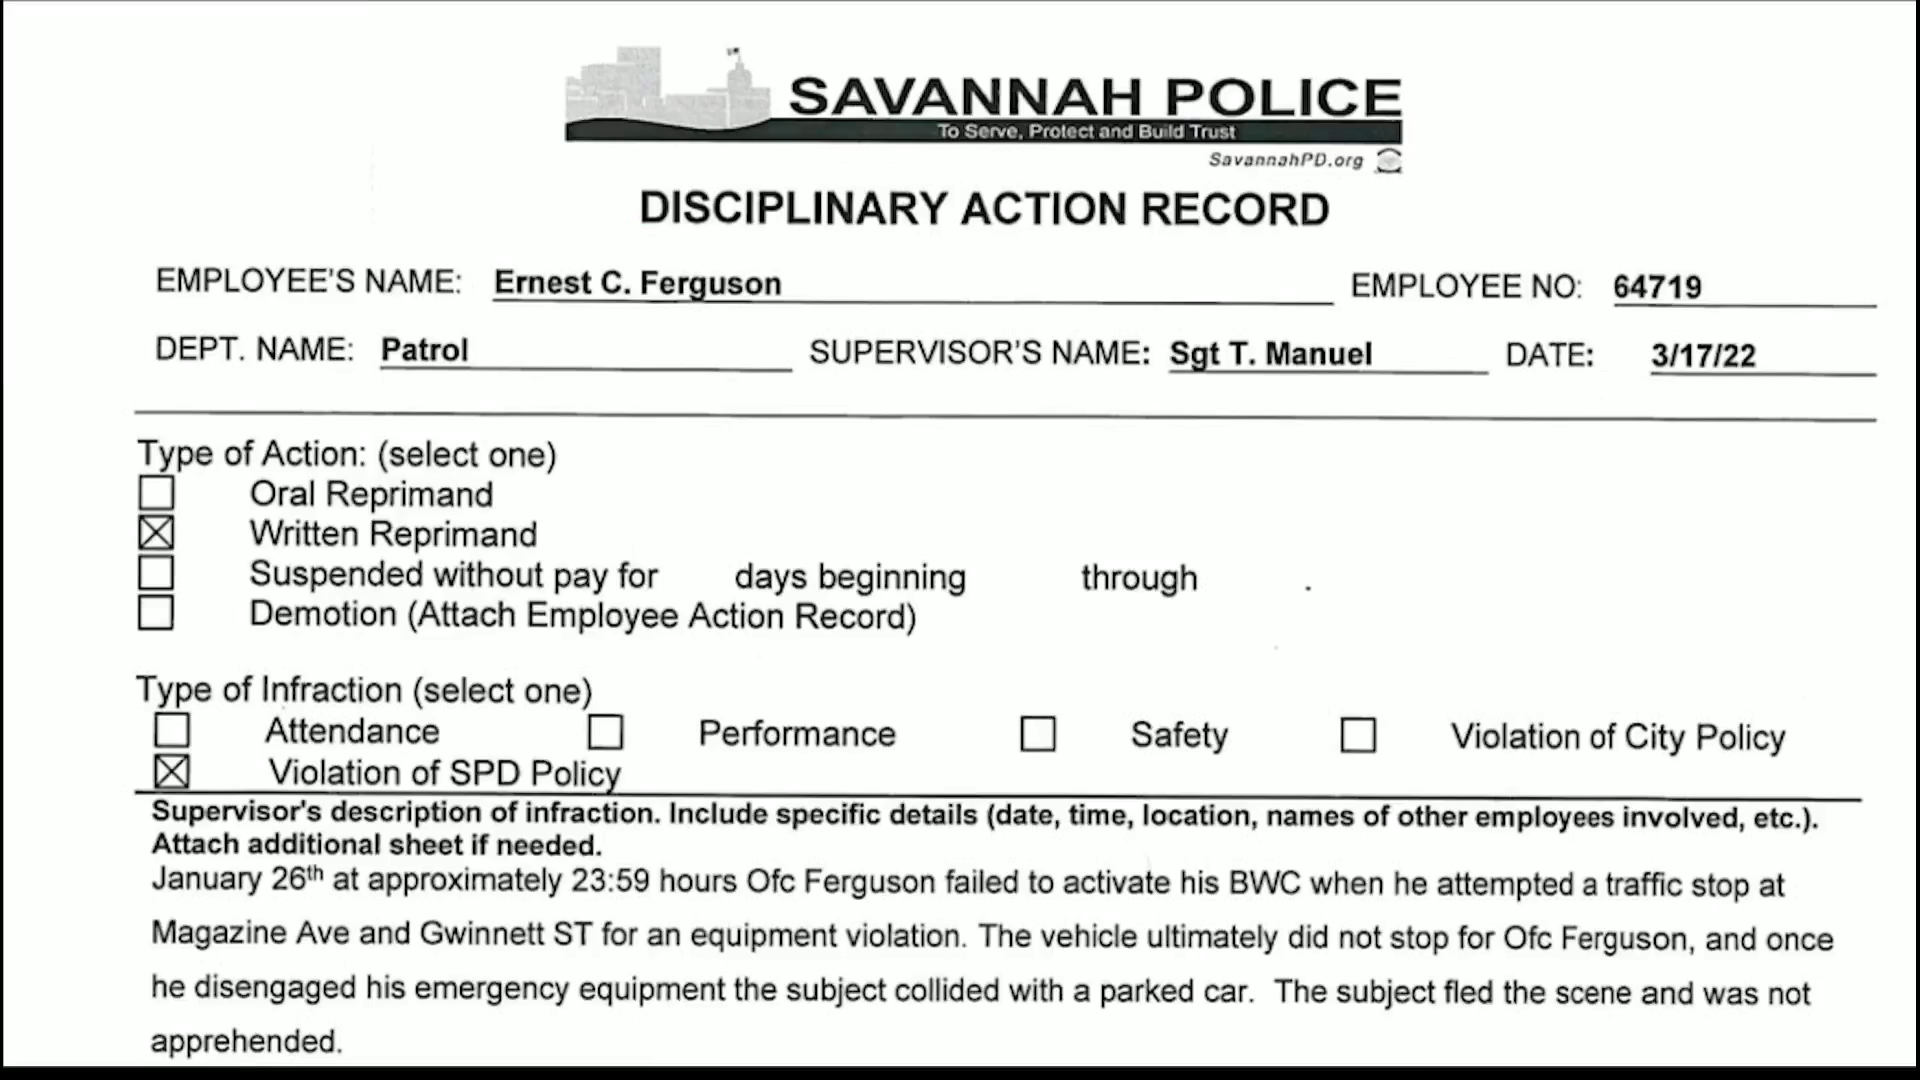 SAVANNAH POLICE
To Serve, Protect and Build Trust
SavannahPD.org
DISCIPLINARY ACTION RECORD
EMPLOYEE'S NAME: Ernest C. Ferguson EMPLOYEE NO: 64719
DEPT. NAME: Patrol SUPERVISOR'S NAME: Sgt T. Manuel DATE: 3/17/22
Type of Action: (select one)
Oral Reprimand
Written Reprimand
Suspended without pay for days beginning through .
Demotion (Attach Employee Action Record)
Type of Infraction (select one)
Attendance Performance Safety Violation of City Policy
Violation of SPD Policy
Supervisor's description of infraction. Include specific details (date, time, location, names of other employees involved, etc.).
Attach additional sheet if needed.
January 26th at approximately 23:59 hours Ofc Ferguson failed to activate his BWC when he attempted a traffic stop at
Magazine Ave and Gwinnett ST for an equipment violation. The vehicle ultimately did not stop for Ofc Ferguson, and once
he disengaged his emergency equipment the subject collided with a parked car. The subject fled the scene and was not
apprehended.